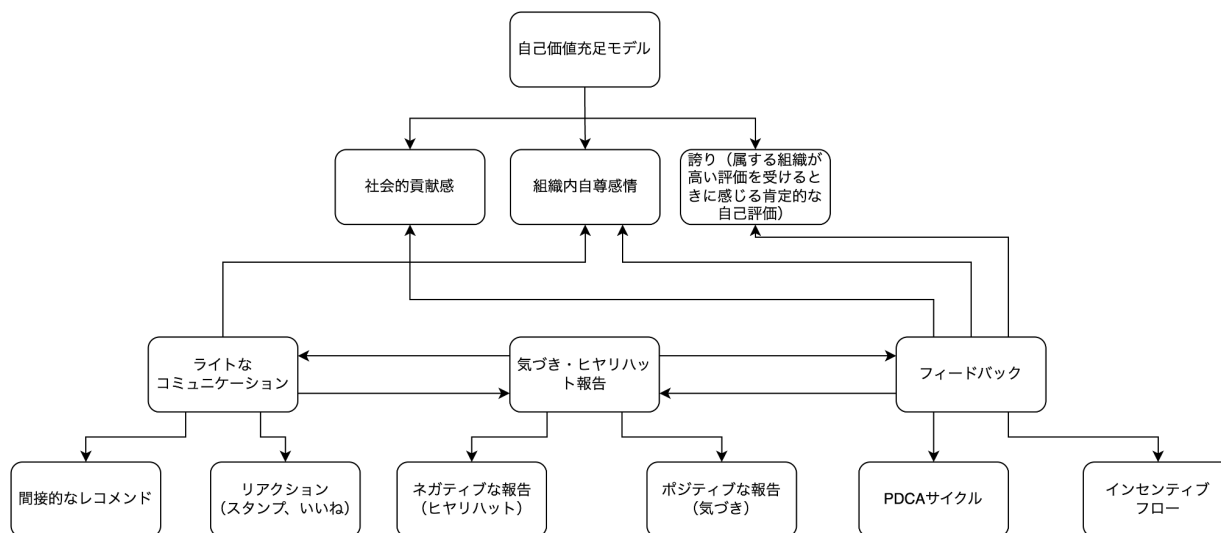 自己価値充足モデル
社会的貢献感
組織内自尊感情
誇り（属する組織が
高い評価を受けると
きに感じる肯定的な
自己評価）
ライトな
コミュニケーション
気づき・ヒヤリハッ
ト報告
フィードバック
間接的なレコメンド
リアクション
（スタンプ、いいね）
ネガティブな報告
（ヒヤリハット）
ポジティブな報告
（気づき）
PDCAサイクル
インセンティブ
フロー